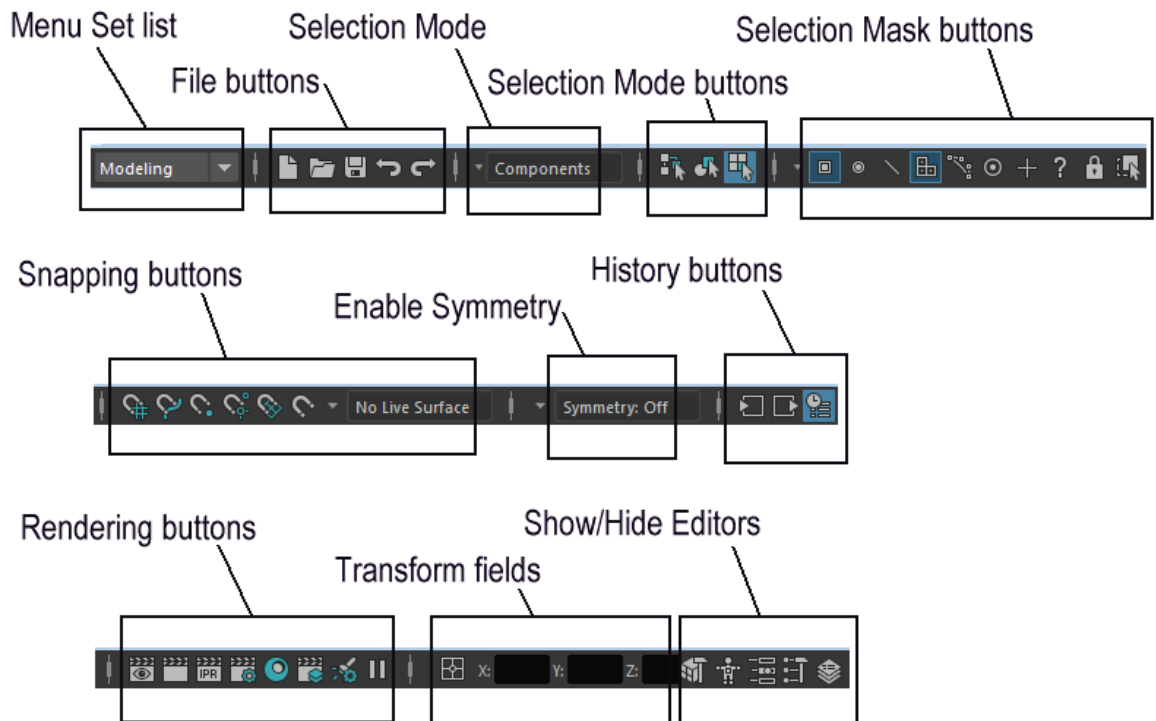 Menu Set list
Selection Mode
Selection Mask buttons
File buttons
Selection Mode buttons
Modeling
Components
?
Snapping buttons
History buttons
Enable Symmetry
No Live Surface
Symmetry: Off
Rendering buttons
Show/Hide Editors
Transform fields
IPR
X:
Y:
Z: